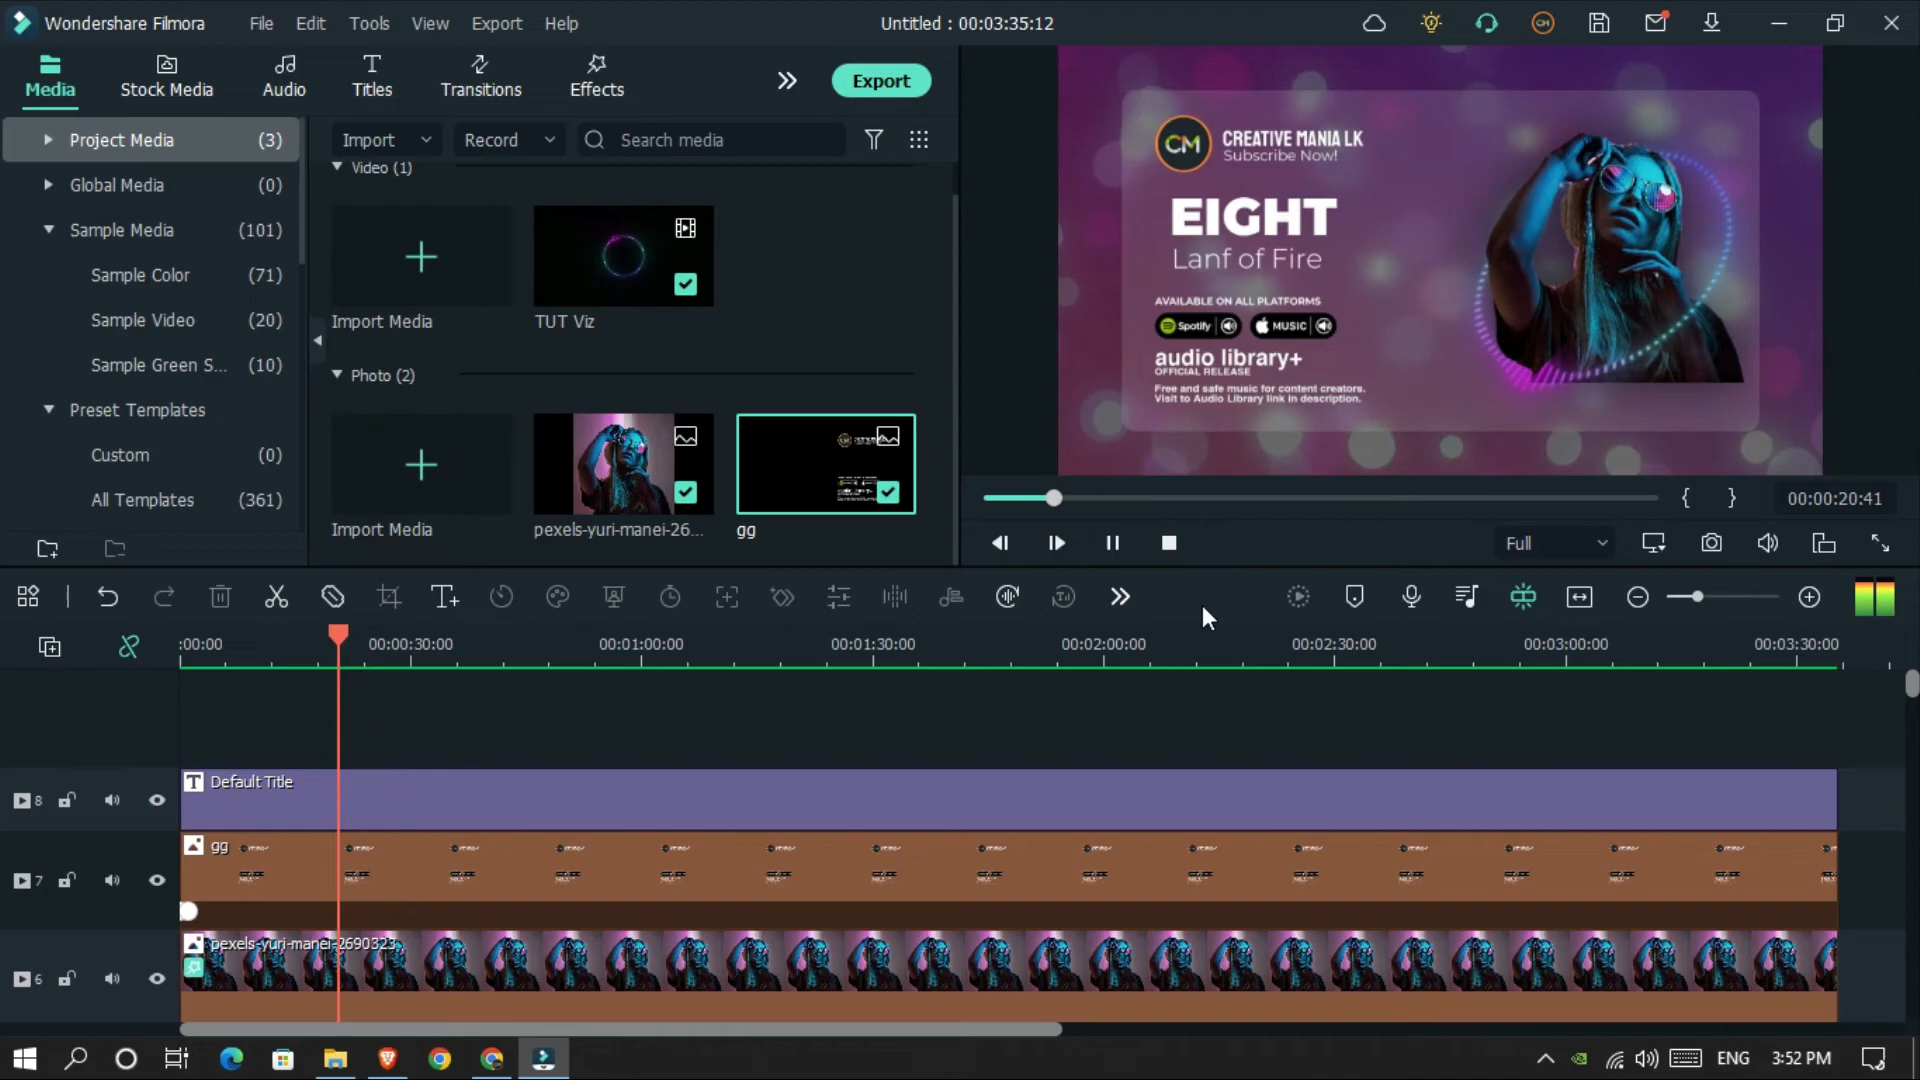 Wondershare Filmora
File
Edit
Tools
View
Export
Help
Untitled : 00:03:35:12
CM
Media
Stock Media
Audio
Titles
Transitions
Effects
Export
Project Media (3)
Global Media (0)
Sample Media (101)
Sample Color (71)
Sample Video (20)
Sample Green S... (10)
Preset Templates
Custom (0)
All Templates (361)
Import
Record
Search media
Video (1)
Import Media
TUT Viz
Photo (2)
Import Media
pexels-yuri-manei-26...
gg
CM
CREATIVE MANIA LK
Subscribe Now!
EIGHT
Lanf of Fire
AVAILABLE ON ALL PLATFORMS
Spotify
MUSIC
audio library+
OFFICIAL RELEASE
Free and safe music for content creators.
Visit to Audio Library link in description.
{ }
00:00:20:41
Full
:00:00
00:00:30:00
00:01:00:00
00:01:30:00
00:02:00:00
00:02:30:00
00:03:00:00
00:03:30:00
8
T Default Title
7
gg
6
pexels-yuri-manei-2690323
ENG
3:52 PM